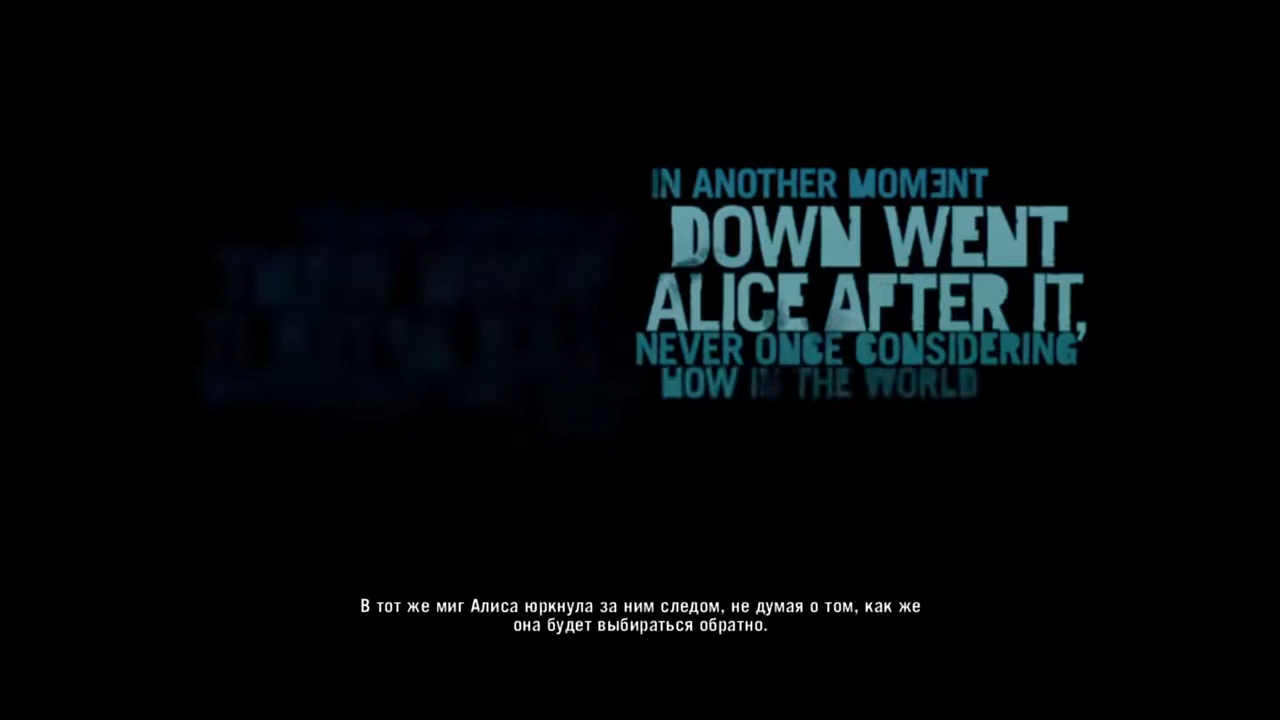 IN ANOTHER MOMENT
DOWN WENT
ALICE AFTER IT,
NEVER ONCE CONSIDERING
HOW IN THE WORLD
В тот же миг Алиса юркнула за ним следом, не думая о том, как же
она будет выбираться обратно.